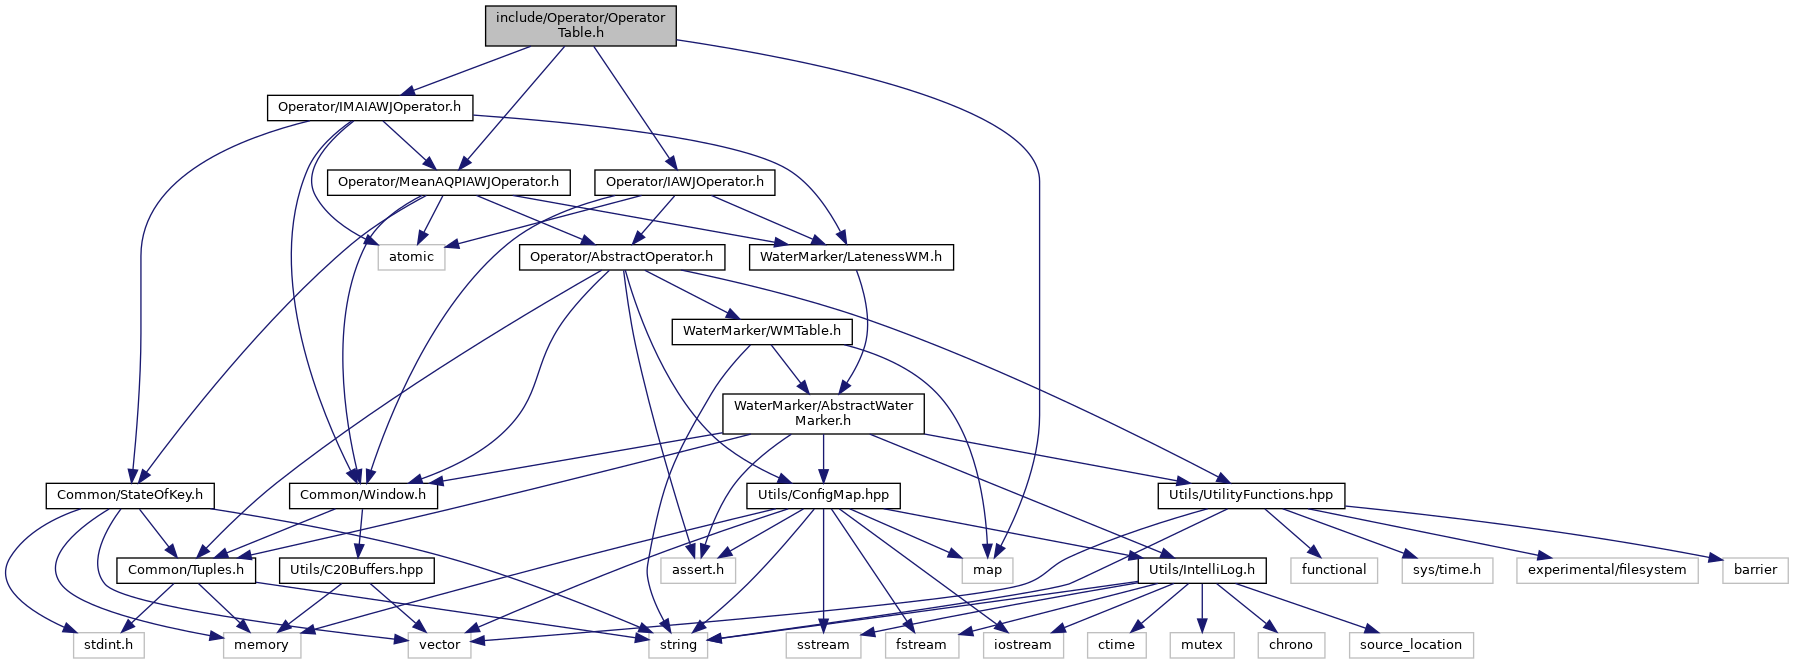 include/Operator/Operator
Table.h
Operator/IMAIAWJOperator.h
Operator/MeanAQPIAWJOperator.h
Operator/IAWJOperator.h
atomic
Operator/AbstractOperator.h
WaterMarker/LatenessWM.h
WaterMarker/WMTable.h
WaterMarker/AbstractWater
Marker.h
Common/StateOfKey.h
Common/Window.h
Utils/ConfigMap.hpp
Utils/UtilityFunctions.hpp
Common/Tuples.h
Utils/C20Buffers.hpp
assert.h
map
Utils/IntelliLog.h
functional
sys/time.h
experimental/filesystem
barrier
stdint.h
memory
vector
string
sstream
fstream
iostream
ctime
mutex
chrono
source_location